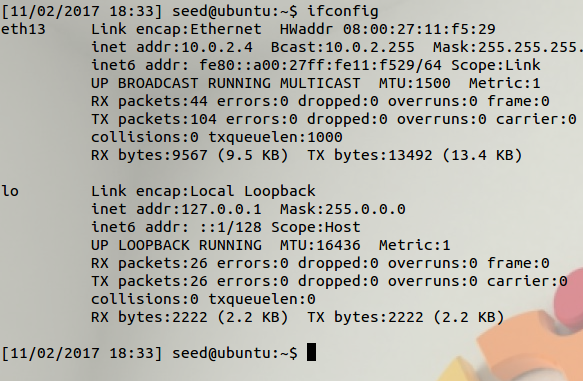 [11/02/2017 18:33] seed@ubuntu:~$ ifconfig
eth13     Link encap:Ethernet  HWaddr 08:00:27:11:f5:29
          inet addr:10.0.2.4  Bcast:10.0.2.255  Mask:255.255.255.
          inet6 addr: fe80::a00:27ff:fe11:f529/64 Scope:Link
          UP BROADCAST RUNNING MULTICAST  MTU:1500  Metric:1
          RX packets:44 errors:0 dropped:0 overruns:0 frame:0
          TX packets:104 errors:0 dropped:0 overruns:0 carrier:0
          collisions:0 txqueuelen:1000
          RX bytes:9567 (9.5 KB)  TX bytes:13492 (13.4 KB)
lo        Link encap:Local Loopback
          inet addr:127.0.0.1  Mask:255.0.0.0
          inet6 addr: ::1/128 Scope:Host
          UP LOOPBACK RUNNING  MTU:16436  Metric:1
          RX packets:26 errors:0 dropped:0 overruns:0 frame:0
          TX packets:26 errors:0 dropped:0 overruns:0 carrier:0
          collisions:0 txqueuelen:0
          RX bytes:2222 (2.2 KB)  TX bytes:2222 (2.2 KB)
[11/02/2017 18:33] seed@ubuntu:~$